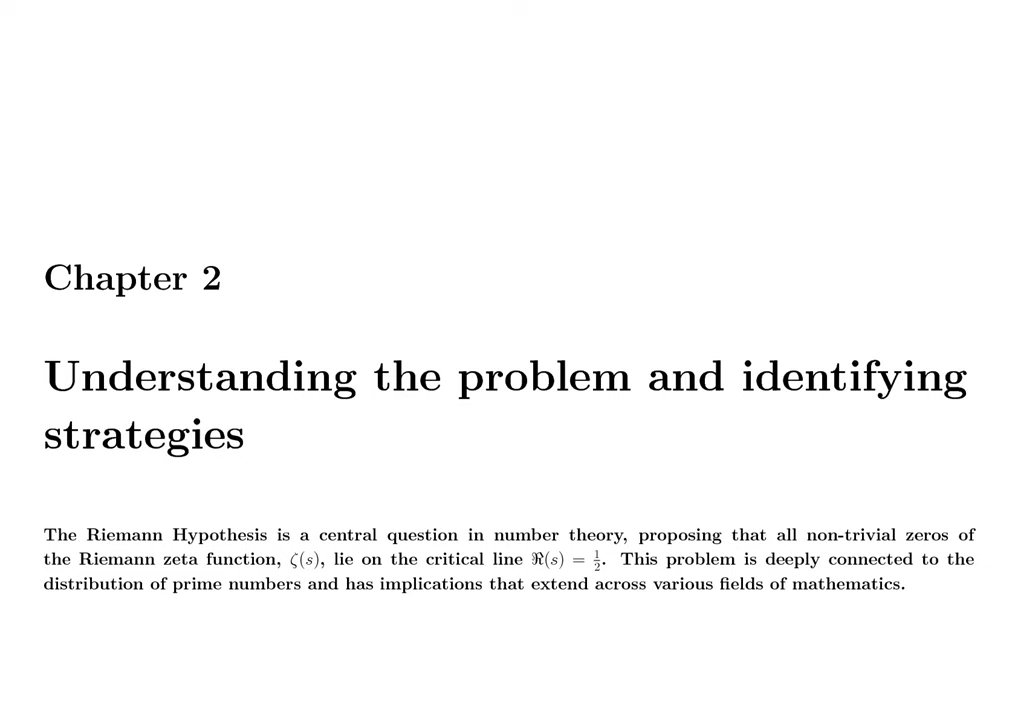 Chapter 2
Understanding the problem and identifying
strategies
The Riemann Hypothesis is a central question in number theory, proposing that all non-trivial zeros of
the Riemann zeta function, ζ(s), lie on the critical line ℜ(s) = 1/2. This problem is deeply connected to the
distribution of prime numbers and has implications that extend across various fields of mathematics.